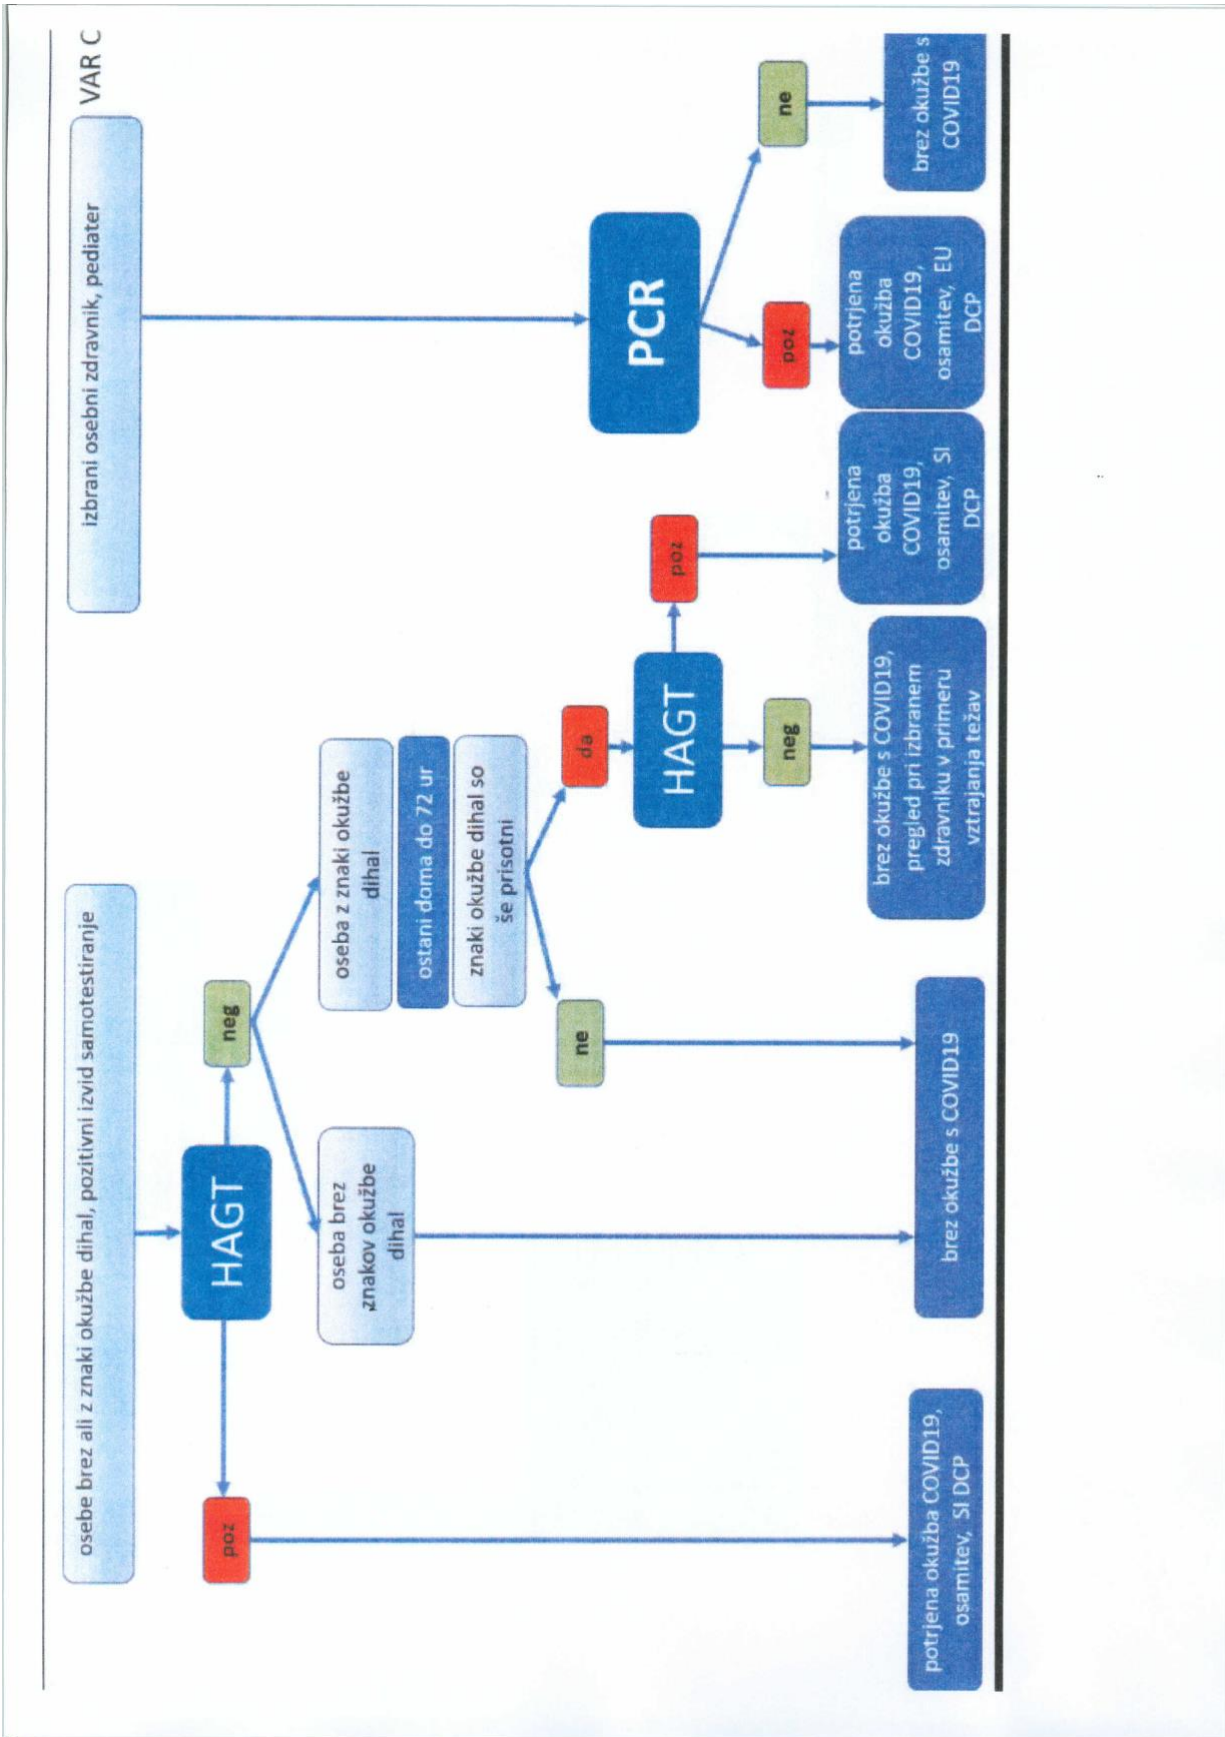 VAR C
osebe brez ali z znaki okužbe dihal, pozitivni izvid samotestiranje
izbrani osebni zdravnik, pediater
HAGT
poz
neg
oseba brez
znakov okužbe
dihal
oseba z znaki okužbe
dihal
ostani doma do 72 ur
znaki okužbe dihal so
še prisotni
ne
da
HAGT
poz
neg
PCR
poz
ne
potrjena okužba COVID19,
osamitev, SI DCP
brez okužbe s COVID19
brez okužbe s COVID19,
pregled pri izbranem
zdravniku v primeru
vztrajanja težav
potrjena
okužba
COVID19,
osamitev, SI
DCP
potrjena
okužba
COVID19,
osamitev, EU
DCP
brez okužbe s
COVID19